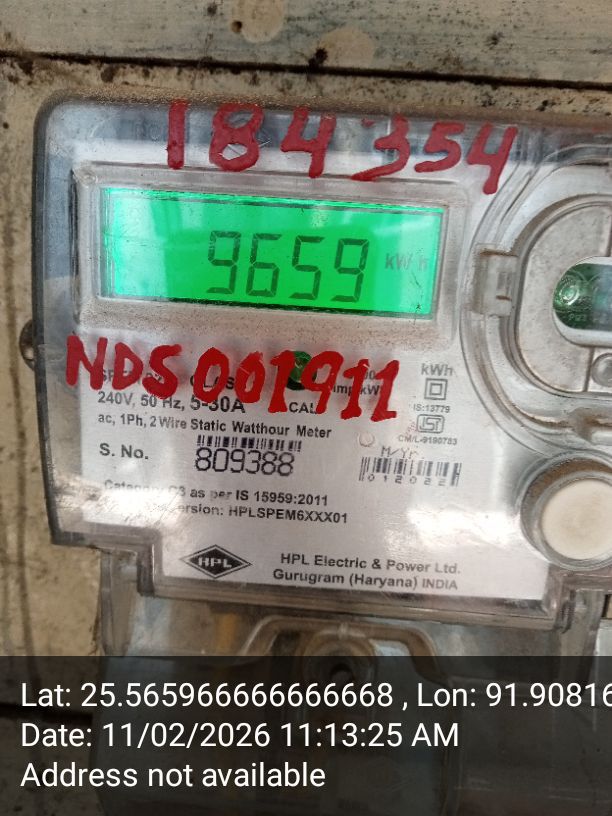 184354
9659 kWh
NDS001911
kWh
240V, 50 Hz, 5-30A
IS:13779
ac, 1Ph, 2 Wire Static Watthour Meter
CM/L-9190783
S. No. 809388
M/Yr.
012022
as per IS 15959:2011
HPLSPEM6XXX01
HPL
HPL Electric & Power Ltd.
Gurugram (Haryana) INDIA
Lat: 25.565966666666668 , Lon: 91.90816
Date: 11/02/2026 11:13:25 AM
Address not available